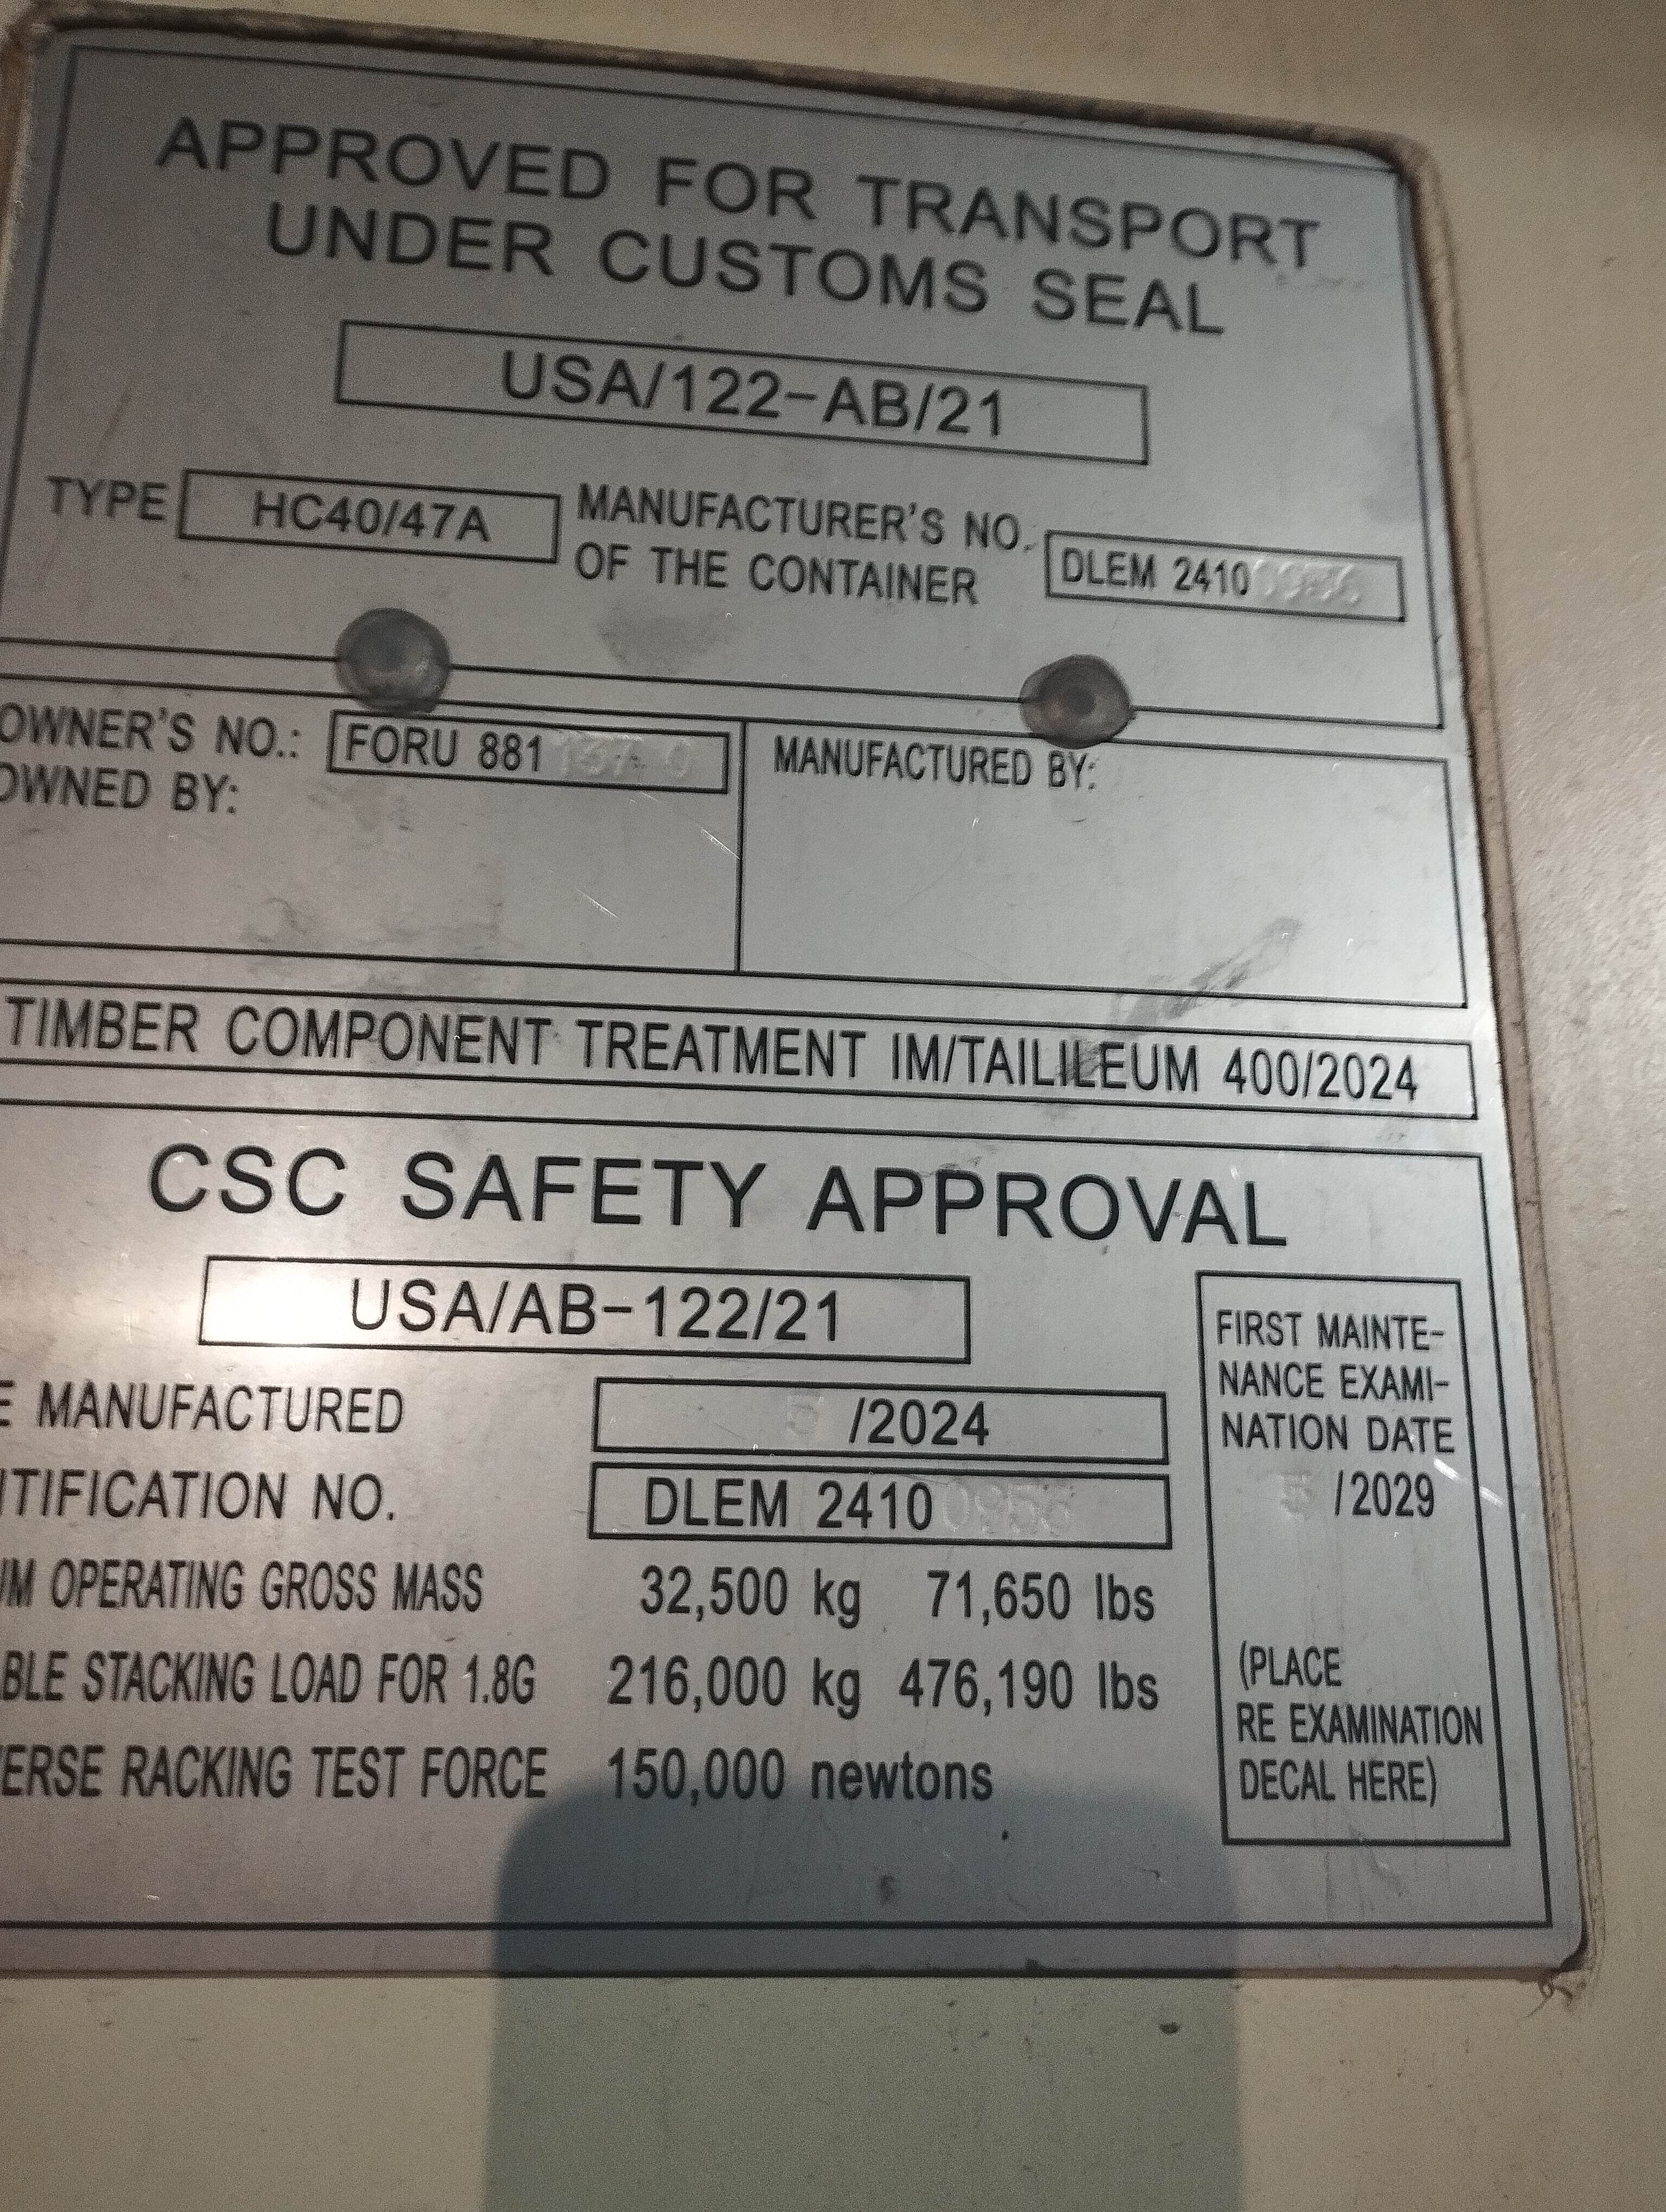 APPROVED FOR TRANSPORT
UNDER CUSTOMS SEAL
USA/122-AB/21
TYPE HC40/47A MANUFACTURER'S NO.
OF THE CONTAINER DLEM 2410
OWNER'S NO.: FORU 881
OWNED BY:
MANUFACTURED BY:
TIMBER COMPONENT TREATMENT IM/TAILILEUM 400/2024
CSC SAFETY APPROVAL
USA/AB-122/21
E MANUFACTURED 5 /2024
TIFICATION NO. DLEM 24100956
UM OPERATING GROSS MASS 32,500 kg 71,650 lbs
BLE STACKING LOAD FOR 1.8G 216,000 kg 476,190 lbs
ERSE RACKING TEST FORCE 150,000 newtons
FIRST MAINTE-
NANCE EXAMI-
NATION DATE
5 /2029
(PLACE
RE EXAMINATION
DECAL HERE)